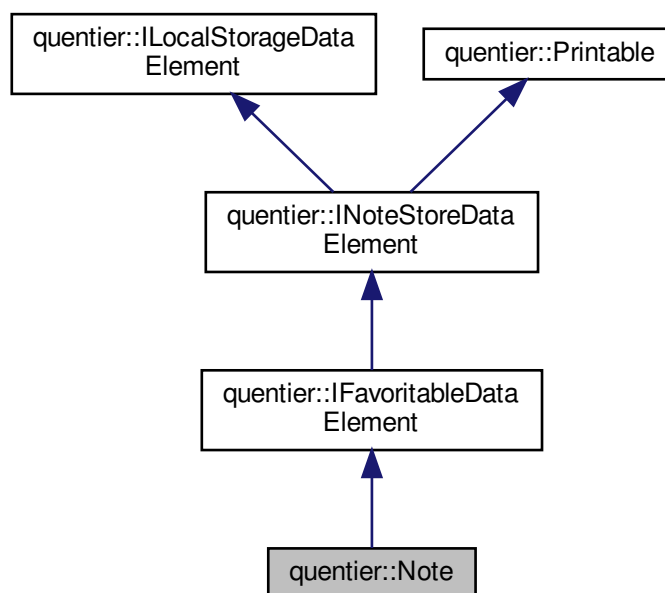 quentier::ILocalStorageData
Element
quentier::Printable
quentier::INoteStoreData
Element
quentier::IFavoritableData
Element
quentier::Note